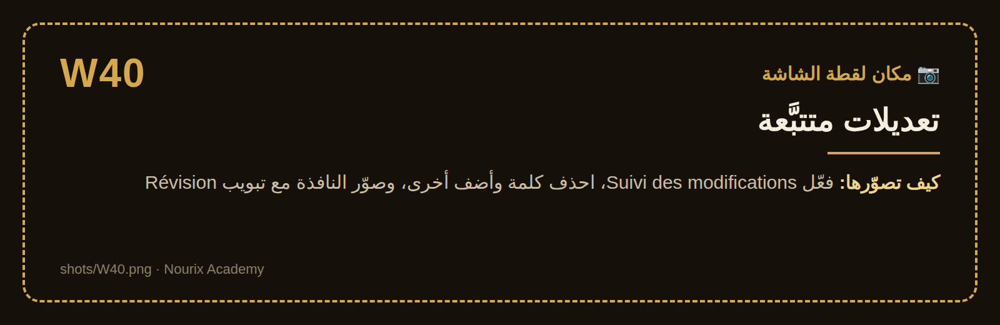 📷 مكان لقطة الشاشة
W40
تعديلات متتبَّعة
كيف تصوّرها: فعّل Suivi des modifications، احذف كلمة وأضف أخرى، وصوّر النافذة مع تبويب Révision
shots/W40.png · Nourix Academy